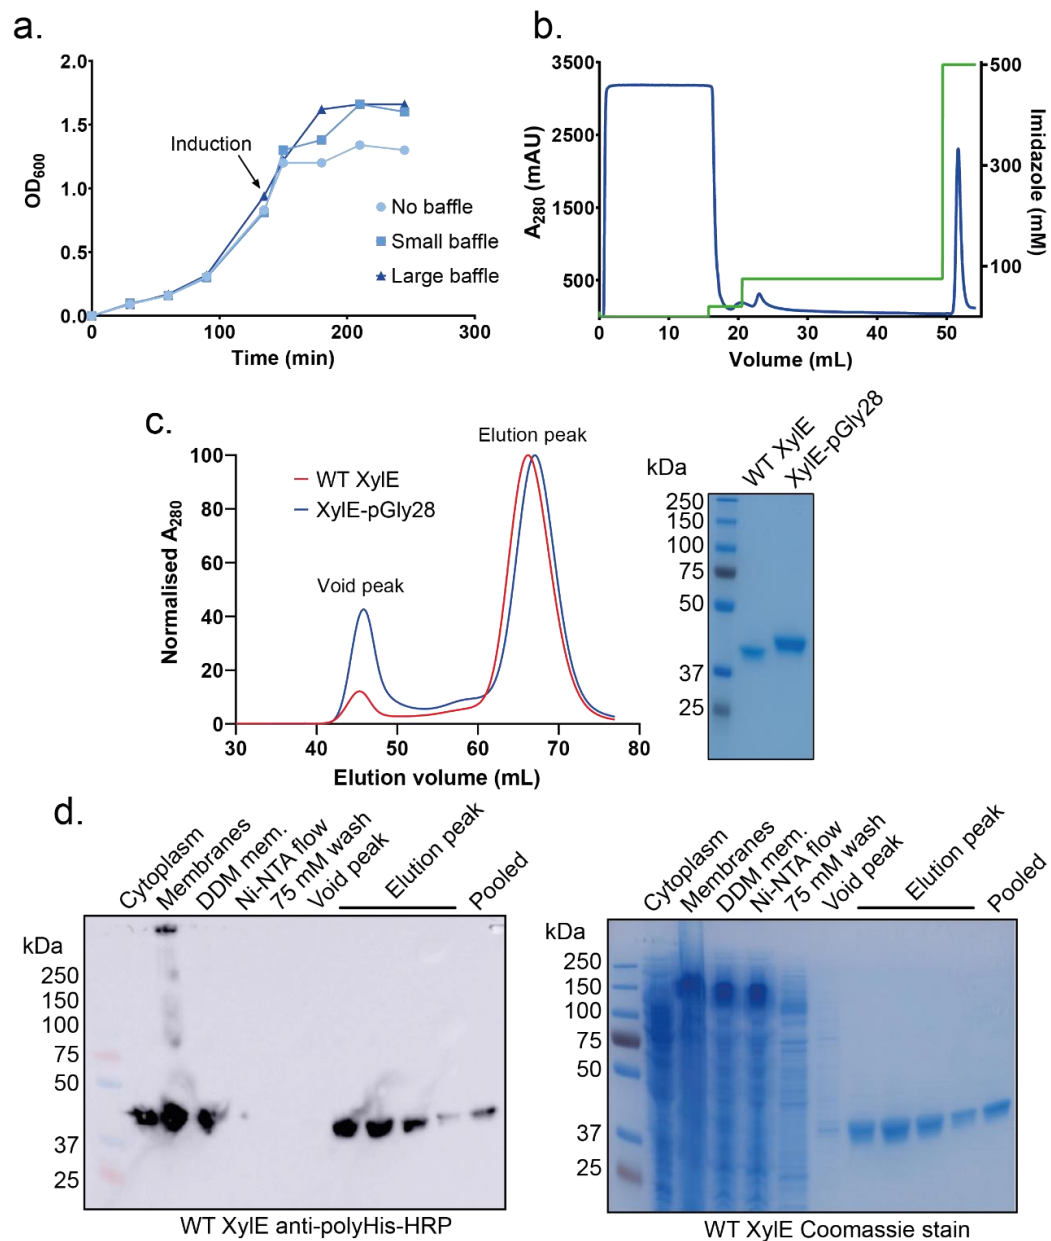 a.
2.0
1.5
1.0
0.5
0.0
OD600
Induction
No baffle
Small baffle
Large baffle
0
100
200
300
Time (min)
b.
3500
2500
1500
500
A280 (mAU)
500
300
100
Imidazole (mM)
0
10
20
30
40
50
Volume (mL)
c.
Elution peak
100
80
60
40
20
0
Normalised A280
WT XylE
XylE-pGly28
Void peak
30
40
50
60
70
80
Elution volume (mL)
kDa
WT XylE
XylE-pGly28
250
150
100
75
50
37
25
d.
Cytoplasm
Membranes
DDM mem.
Ni-NTA flow
75 mM wash
Void peak
Elution peak
Pooled
kDa
250
150
100
75
50
37
25
WT XylE anti-polyHis-HRP
Cytoplasm
Membranes
DDM mem.
Ni-NTA flow
75 mM wash
Void peak
Elution peak
Pooled
kDa
250
150
100
75
50
37
25
WT XylE Coomassie stain